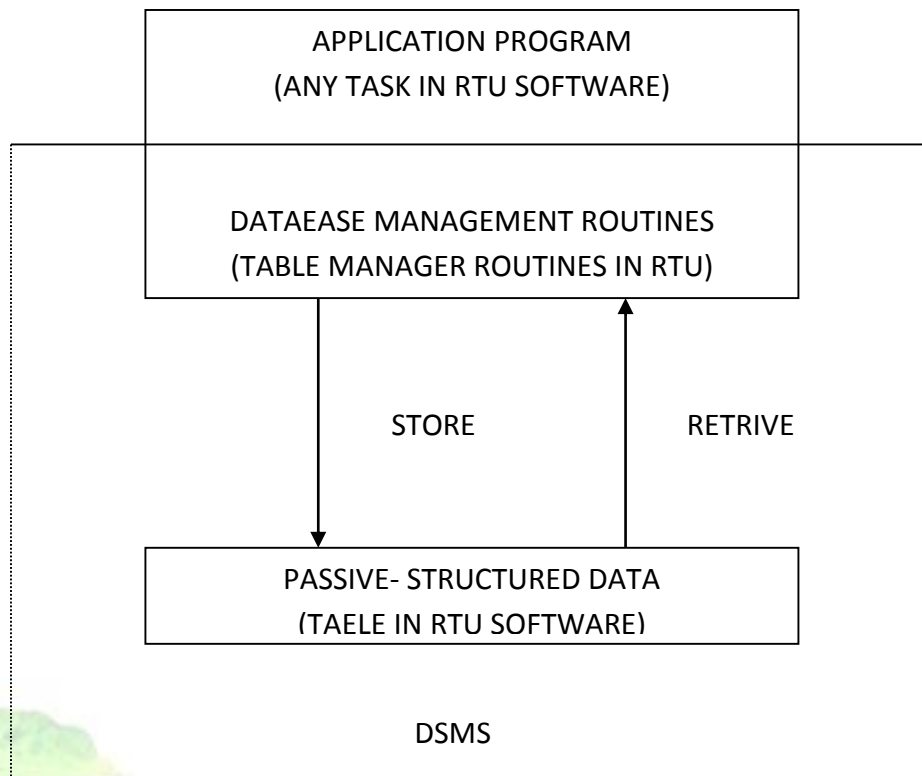 APPLICATION PROGRAM
(ANY TASK IN RTU SOFTWARE)
DATAEASE MANAGEMENT ROUTINES
(TABLE MANAGER ROUTINES IN RTU)
STORE
RETRIVE
PASSIVE- STRUCTURED DATA
(TAELE IN RTU SOFTWARE)
DSMS